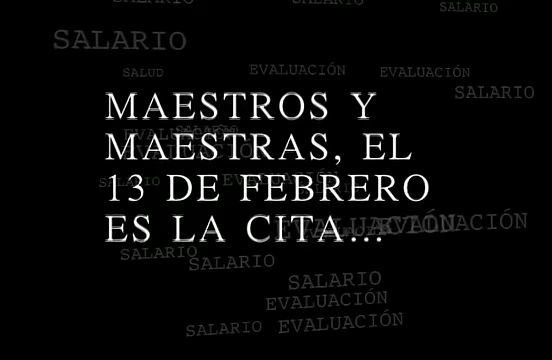 SALARIO
SALARIO
SALARIO
SALUD
EVALUACIÓN
EVALUACIÓN
SALARIO
MAESTROS Y
MAESTRAS, EL
13 DE FEBRERO
ES LA CITA...
EVALUACIÓN
SALARIO
SALARIO
SALARIO
EVALUACIÓN
SALARIO
EVALUACIÓN